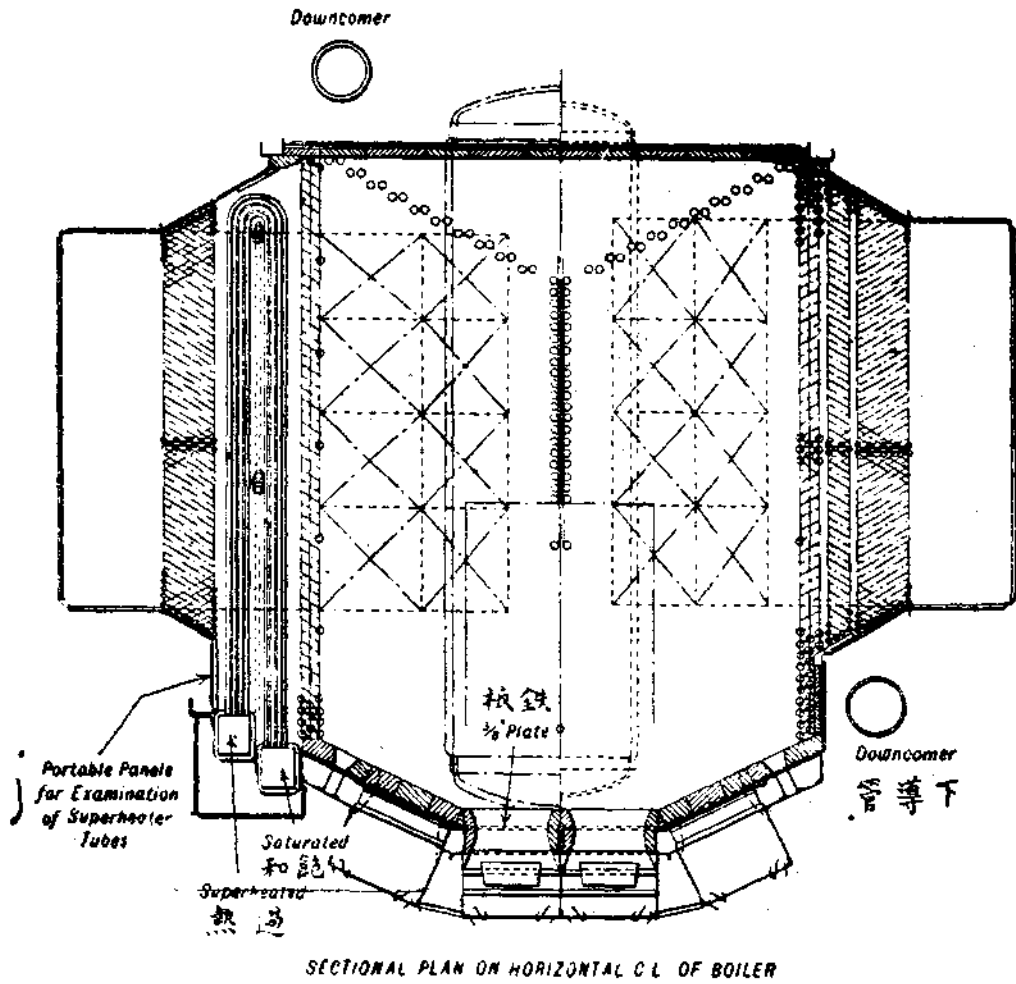 Downcomer
板鉄
3/8" Plate
Portable Panels
for Examination
of Superheater
Tubes
Downcomer
管導下
Saturated
和飽
Superheated
熱過
SECTIONAL PLAN ON HORIZONTAL C L OF BOILER